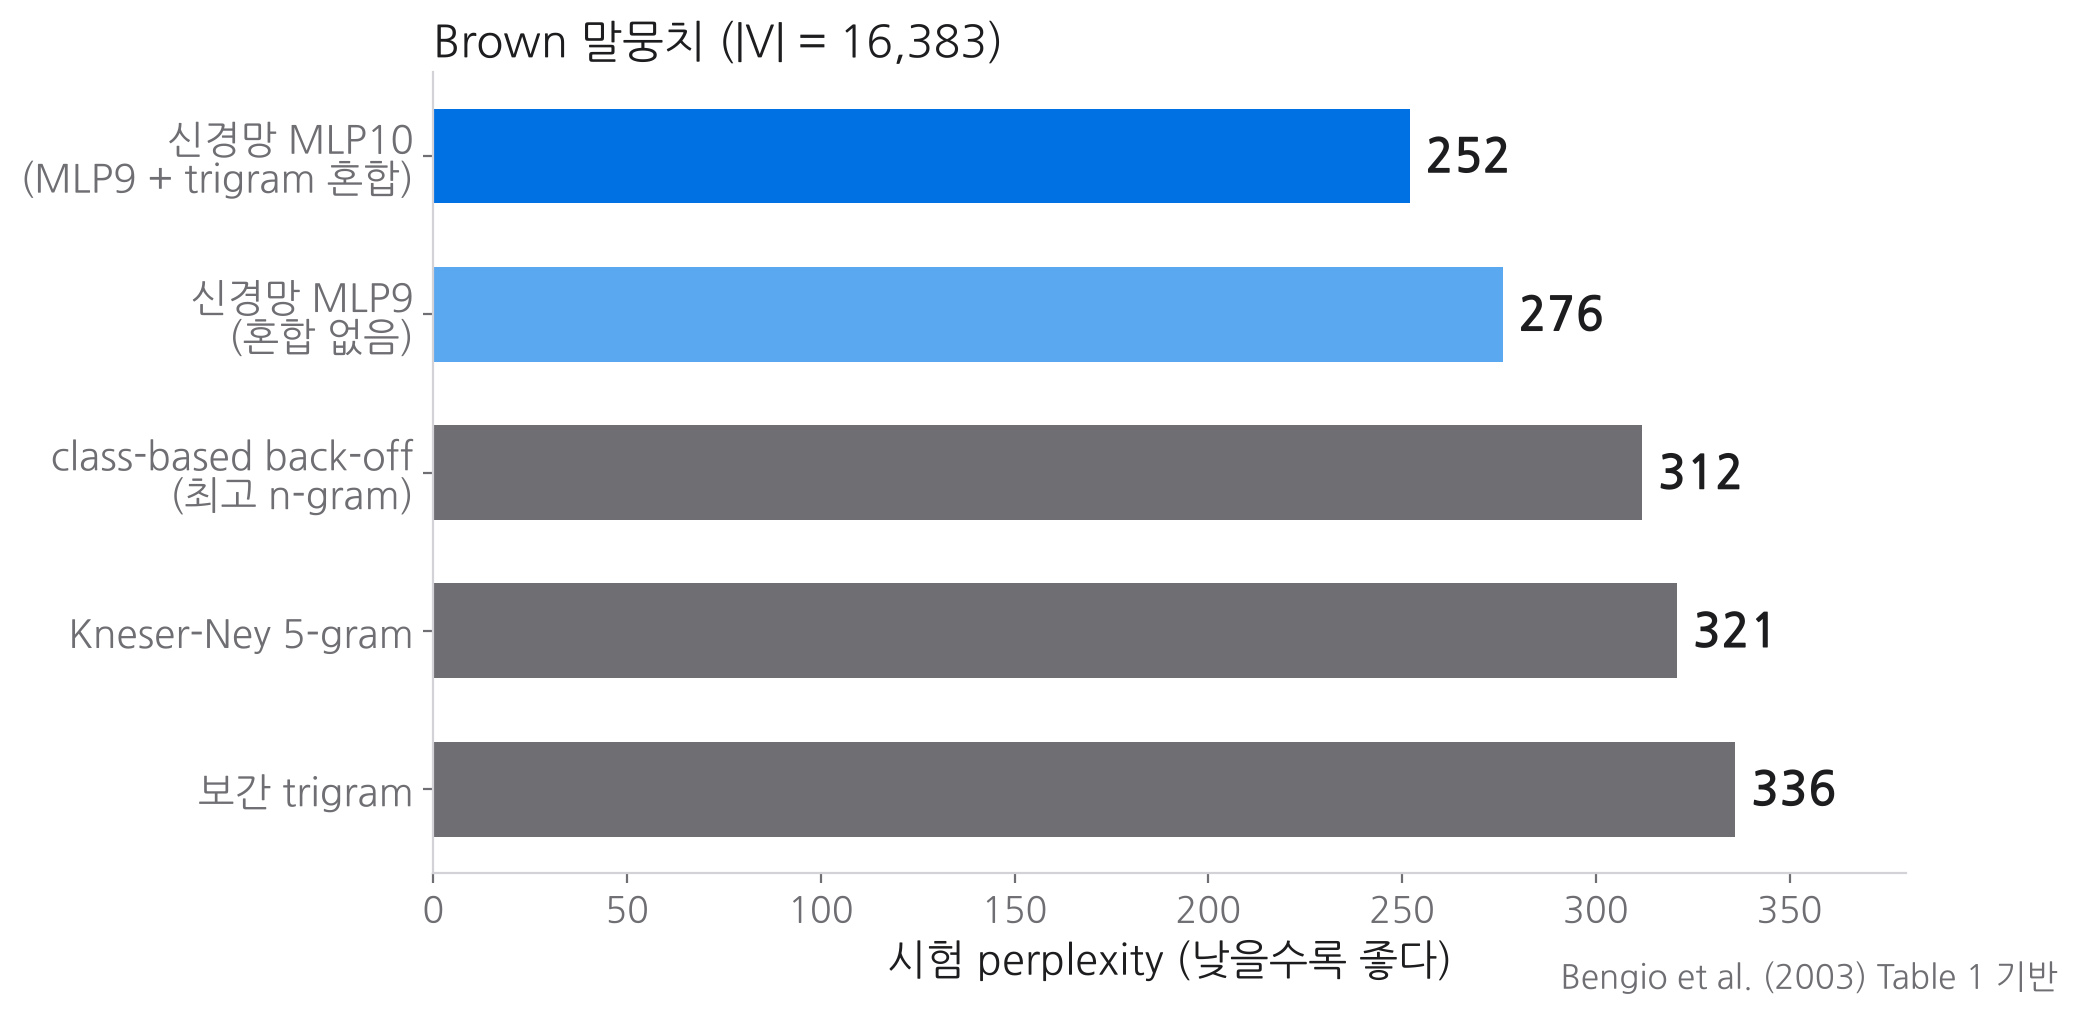 Brown 말뭉치 (|V| = 16,383)
신경망 MLP10
(MLP9 + trigram 혼합)
252
신경망 MLP9
(혼합 없음)
276
class-based back-off
(최고 n-gram)
312
Kneser-Ney 5-gram
321
보간 trigram
336
0 50 100 150 200 250 300 350
시험 perplexity (낮을수록 좋다)
Bengio et al. (2003) Table 1 기반